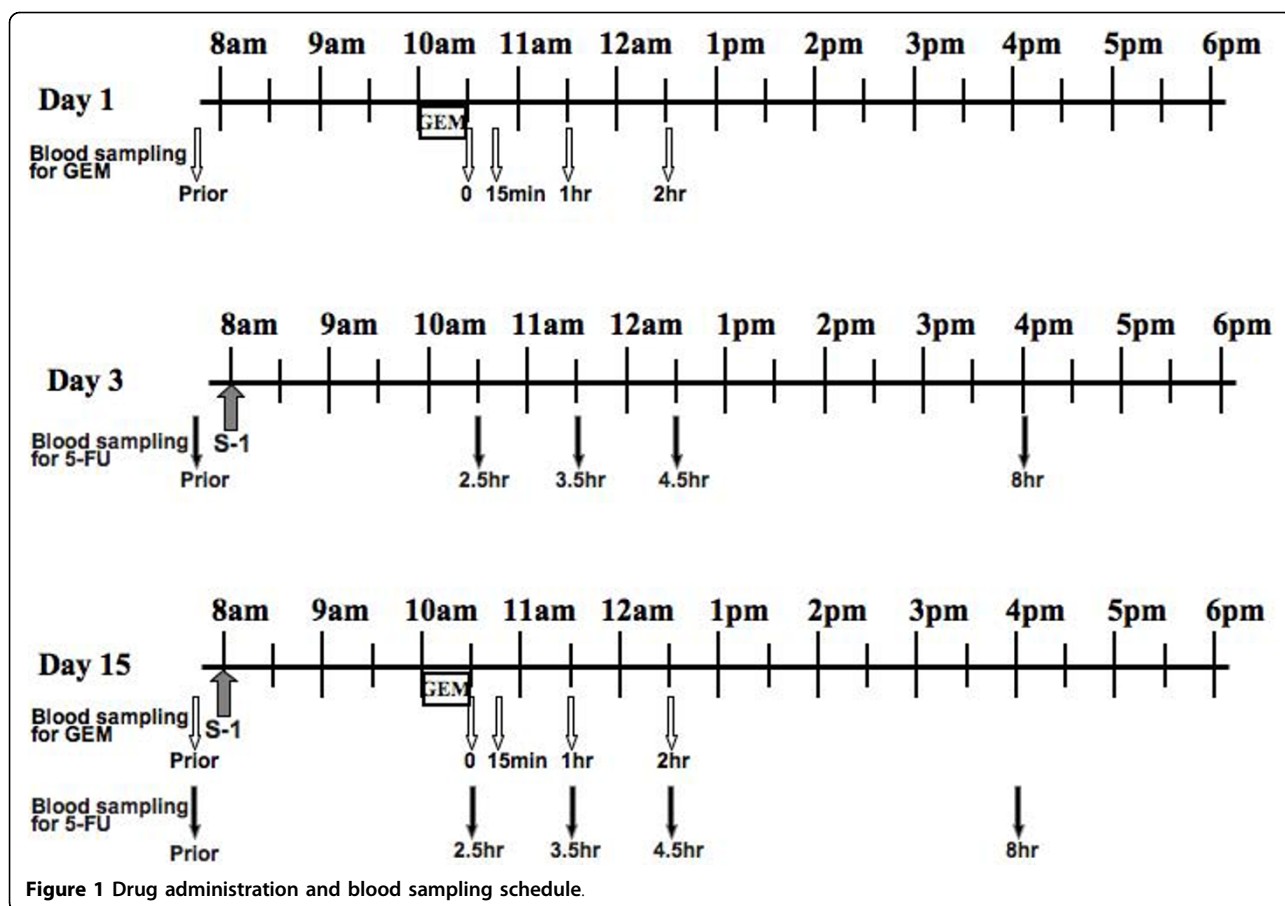 8am 9am 10am 11am 12am 1pm 2pm 3pm 4pm 5pm 6pm
Day 1
GEM
Blood sampling
for GEM
Prior 0 15min 1hr 2hr
8am 9am 10am 11am 12am 1pm 2pm 3pm 4pm 5pm 6pm
Day 3
Blood sampling
for 5-FU
S-1
Prior 2.5hr 3.5hr 4.5hr 8hr
8am 9am 10am 11am 12am 1pm 2pm 3pm 4pm 5pm 6pm
Day 15
GEM
Blood sampling
for GEM
S-1
Prior 0 15min 1hr 2hr
Blood sampling
for 5-FU
Prior 2.5hr 3.5hr 4.5hr 8hr
Figure 1 Drug administration and blood sampling schedule.